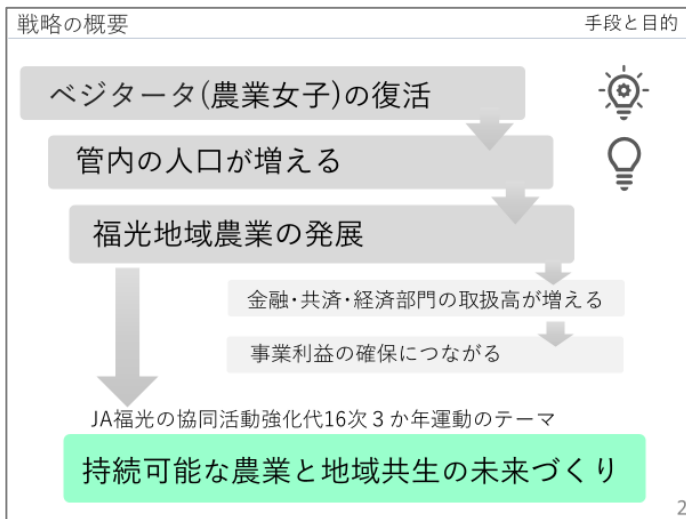 戦略の概要
手段と目的
ベジタータ(農業女子)の復活
管内の人口が増える
福光地域農業の発展
金融･共済･経済部門の取扱高が増える
事業利益の確保につながる
JA福光の協同活動強化代16次３か年運動のテーマ
持続可能な農業と地域共生の未来づくり
2